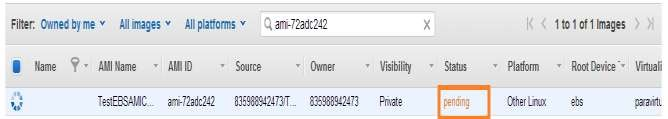 Filter: Owned by me All images All platforms ami-72adc242 X 1 to 1 of 1 Images
Name AMI Name AMI ID Source Owner Visibility Status Platform Root Device Virtuali
TestEBSAMIC... ami-72adc242 835988942473/T... 835988942473 Private pending Other Linux ebs paravirtu